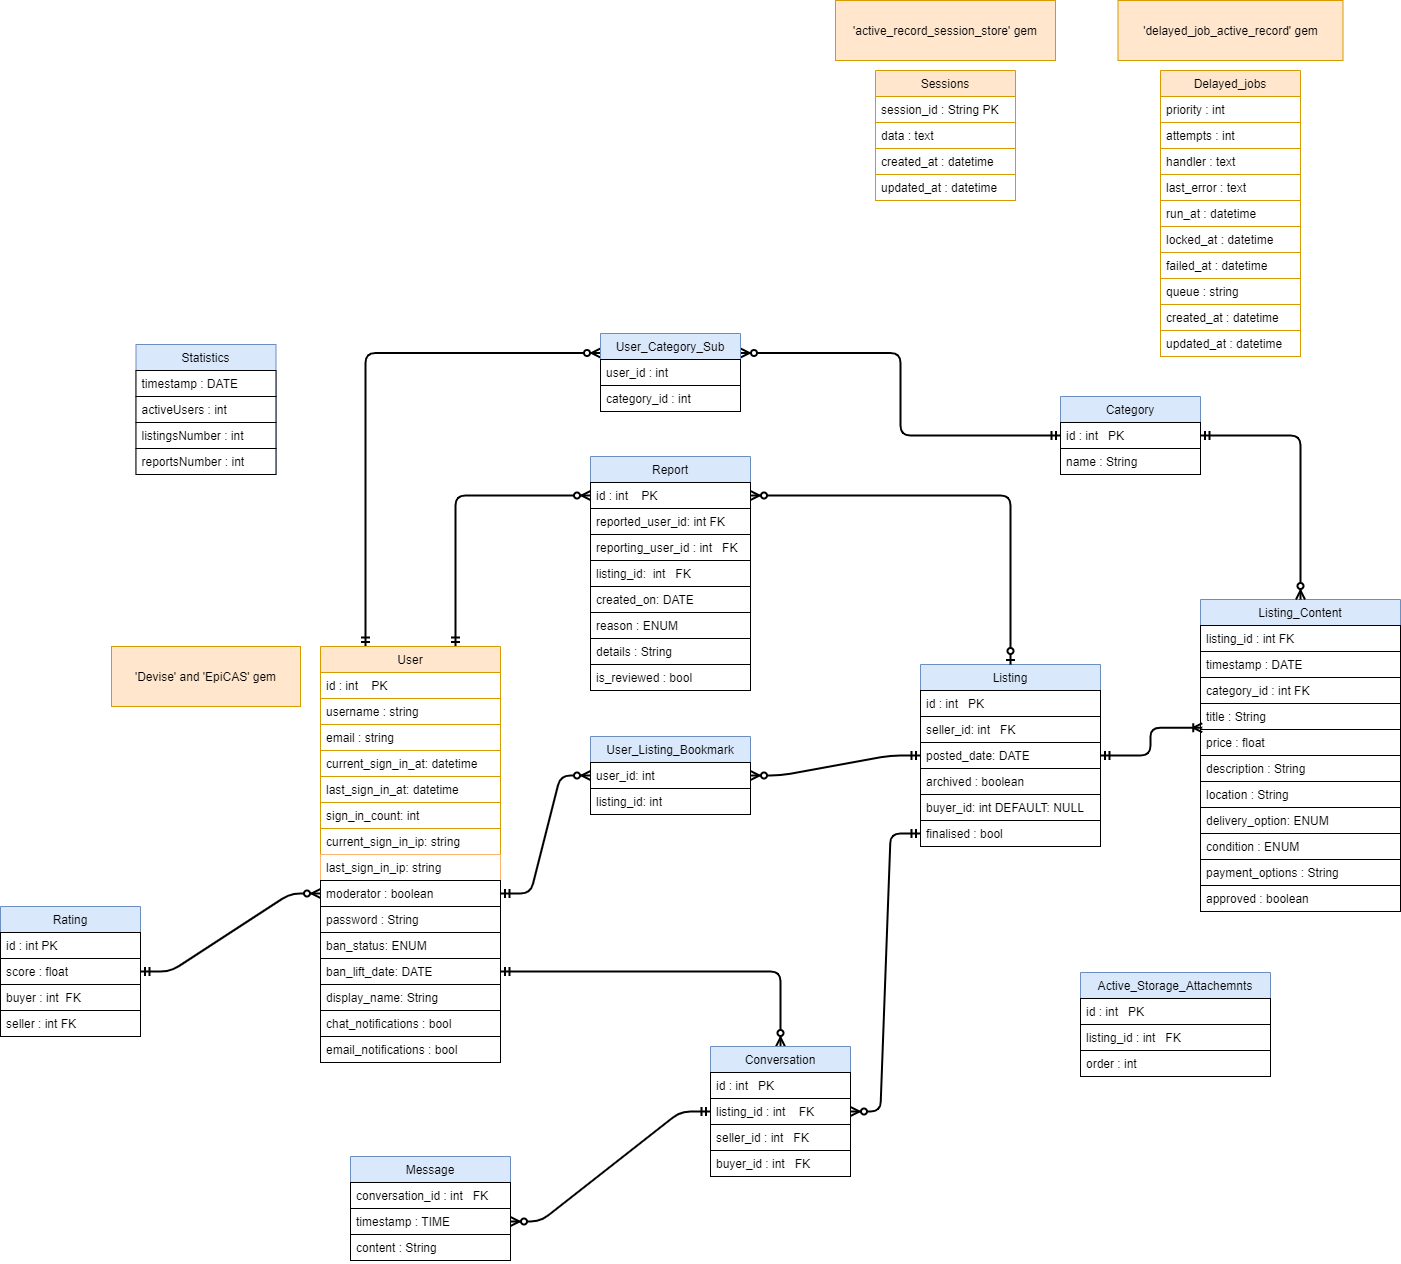 'active_record_session_store' gem
'delayed_job_active_record' gem
Sessions
session_id : String PK
data : text
created_at : datetime
updated_at : datetime
Delayed_jobs
priority : int
attempts : int
handler : text
last_error : text
run_at : datetime
locked_at : datetime
failed_at : datetime
queue : string
created_at : datetime
updated_at : datetime
Statistics
timestamp : DATE
activeUsers : int
listingsNumber : int
reportsNumber : int
User_Category_Sub
user_id : int
category_id : int
Category
id : int PK
name : String
Report
id : int PK
reported_user_id: int FK
reporting_user_id : int FK
listing_id: int FK
created_on: DATE
reason : ENUM
details : String
is_reviewed : bool
Listing_Content
listing_id : int FK
timestamp : DATE
category_id : int FK
title : String
price : float
description : String
location : String
delivery_option: ENUM
condition : ENUM
payment_options : String
approved : boolean
'Devise' and 'EpiCAS' gem
User
id : int PK
username : string
email : string
current_sign_in_at: datetime
last_sign_in_at: datetime
sign_in_count: int
current_sign_in_ip: string
last_sign_in_ip: string
moderator : boolean
password : String
ban_status: ENUM
ban_lift_date: DATE
display_name: String
chat_notifications : bool
email_notifications : bool
Listing
id : int PK
seller_id: int FK
posted_date: DATE
archived : boolean
buyer_id: int DEFAULT: NULL
finalised : bool
User_Listing_Bookmark
user_id: int
listing_id: int
Rating
id : int PK
score : float
buyer : int FK
seller : int FK
Active_Storage_Attachemnts
id : int PK
listing_id : int FK
order : int
Conversation
id : int PK
listing_id : int FK
seller_id : int FK
buyer_id : int FK
Message
conversation_id : int FK
timestamp : TIME
content : String